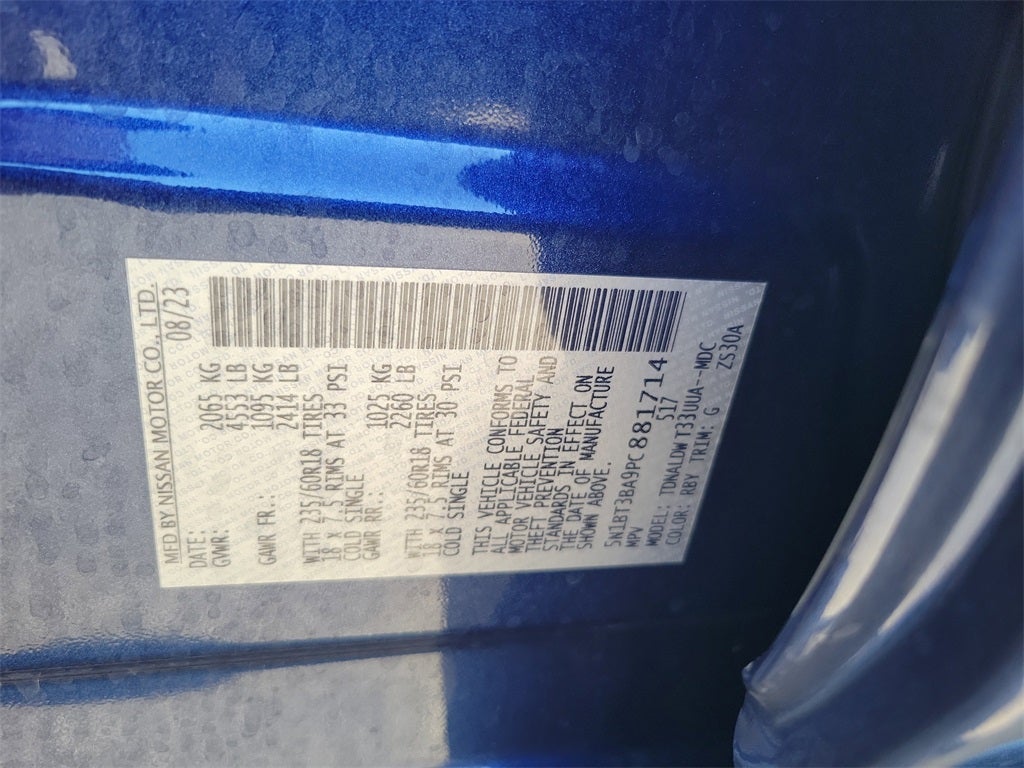 MFD BY NISSAN MOTOR CO., LTD.
DATE: 08/23
GVWR: 2065 KG
4553 LB
GAWR FR.: 1095 KG
2414 LB
WITH 235/60R18 TIRES
18 X 7.5 RIMS AT 33 PSI
COLD SINGLE
GAWR RR.: 1025 KG
2260 LB
WITH 235/60R18 TIRES
18 X 7.5 RIMS AT 30 PSI
COLD SINGLE
THIS VEHICLE CONFORMS TO
ALL APPLICABLE FEDERAL
MOTOR VEHICLE SAFETY AND
THEFT PREVENTION
STANDARDS IN EFFECT ON
THE DATE OF MANUFACTURE
SHOWN ABOVE.
5N1BT3BA9PC881714
MPV 517
MODEL: TDNALDWT33UUA--MDC
COLOR: RBY TRIM: G ZS30A